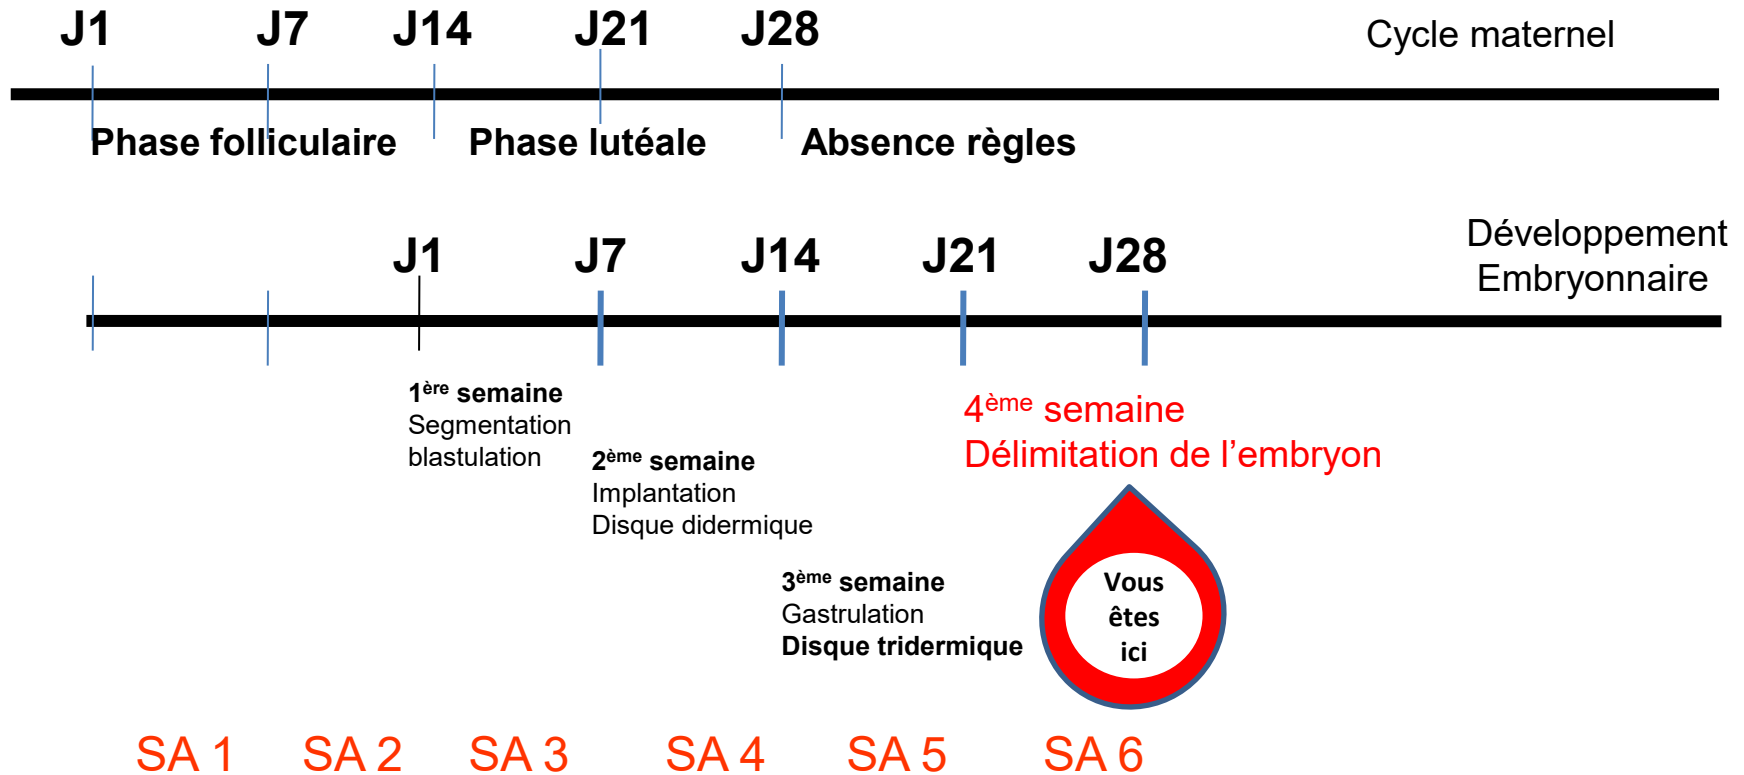 J1 J7 J14 J21 J28 Cycle maternel
Phase folliculaire Phase lutéale Absence règles
Développement
Embryonnaire
J1 J7 J14 J21 J28
1ère semaine
Segmentation
blastulation
2ème semaine
Implantation
Disque didermique
3ème semaine
Gastrulation
Disque tridermique
4ème semaine
Délimitation de l’embryon
Vous
êtes
ici
SA 1 SA 2 SA 3 SA 4 SA 5 SA 6